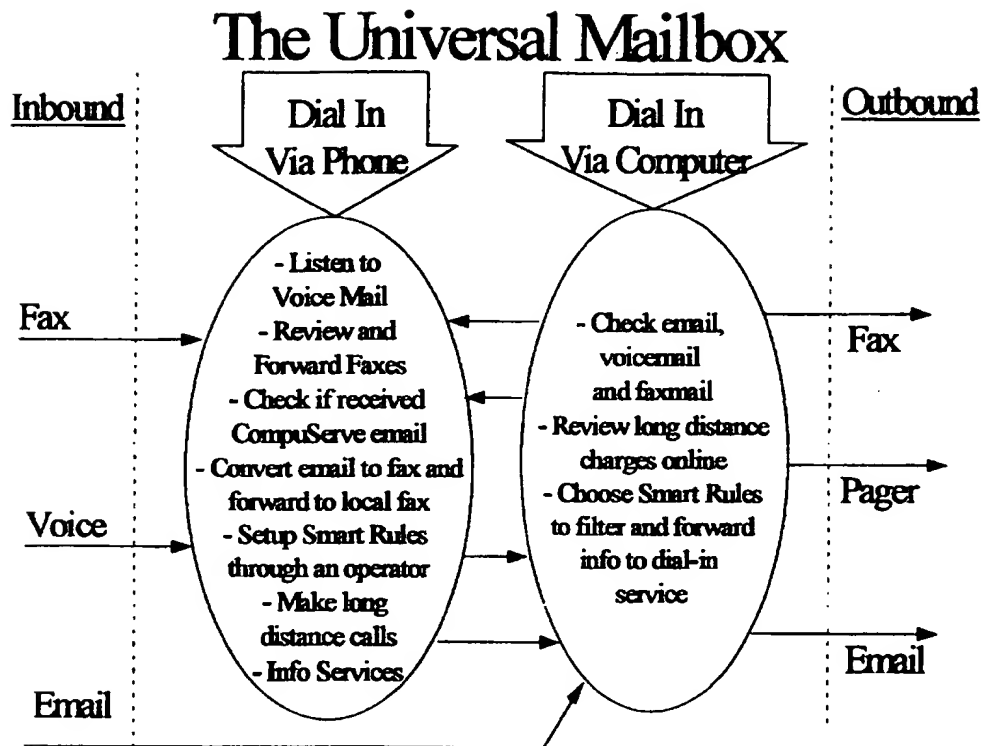 The Universal Mailbox
Inbound
Dial In
Via Phone
Dial In
Via Computer
Outbound
Fax
Voice
Email
- Listen to
Voice Mail
- Review and
Forward Faxes
- Check if received
CompuServe email
- Convert email to fax and
forward to local fax
- Setup Smart Rules
through an operator
- Make long
distance calls
- Info Services
- Check email,
voicemail
and faxmail
- Review long distance
charges online
- Choose Smart Rules
to filter and forward
info to dial-in
service
Fax
Pager
Email